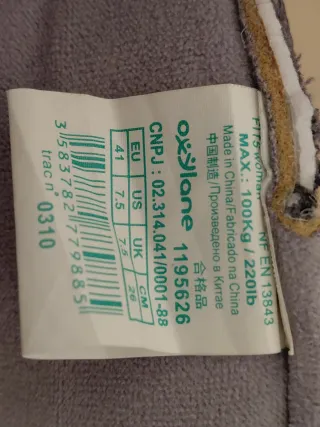 FIT5 woman NF EN 13843
MAX.: 100Kg / 220lb
Made in China/Fabricado na China
中国制造/Произведено в Китае
合格品
oxylane 1195626
CNPJ : 02.314.041/0001-88
EU US UK CM
41 7.5 7.5 26
3583782779885
trac n° 0310